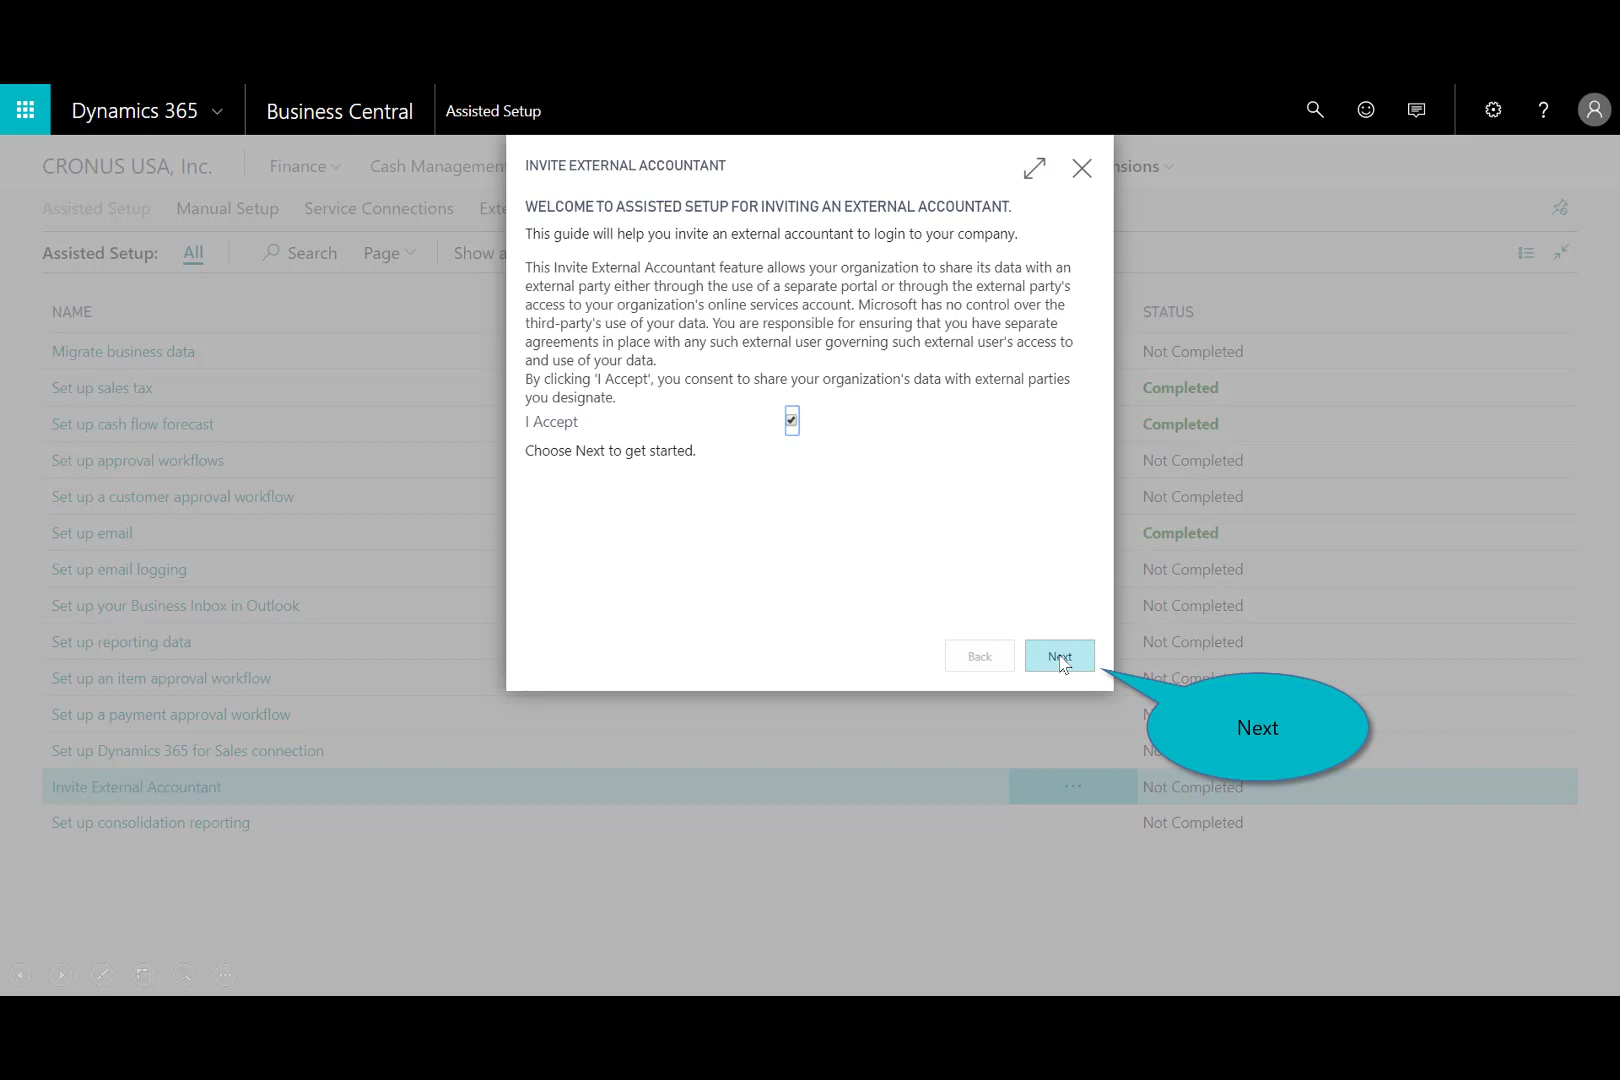 Dynamics 365
Business Central
Assisted Setup
?
CRONUS USA, Inc.
Finance
Cash Management
nsions
Assisted Setup
Manual Setup
Service Connections
Exte
Assisted Setup:
All
Search
Page
Show a
NAME
STATUS
Migrate business data
Not Completed
Set up sales tax
Completed
Set up cash flow forecast
Completed
Set up approval workflows
Not Completed
Set up a customer approval workflow
Not Completed
Set up email
Completed
Set up email logging
Not Completed
Set up your Business Inbox in Outlook
Not Completed
Set up reporting data
Not Completed
Set up an item approval workflow
Not Completed
Set up a payment approval workflow
N
Set up Dynamics 365 for Sales connection
No
Invite External Accountant
...
Not Completed
Set up consolidation reporting
Not Completed
INVITE EXTERNAL ACCOUNTANT
WELCOME TO ASSISTED SETUP FOR INVITING AN EXTERNAL ACCOUNTANT.
This guide will help you invite an external accountant to login to your company.
This Invite External Accountant feature allows your organization to share its data with an
external party either through the use of a separate portal or through the external party's
access to your organization's online services account. Microsoft has no control over the
third-party's use of your data. You are responsible for ensuring that you have separate
agreements in place with any such external user governing such external user's access to
and use of your data.
By clicking 'I Accept', you consent to share your organization's data with external parties
you designate.
I Accept
Choose Next to get started.
Back
Next
Next